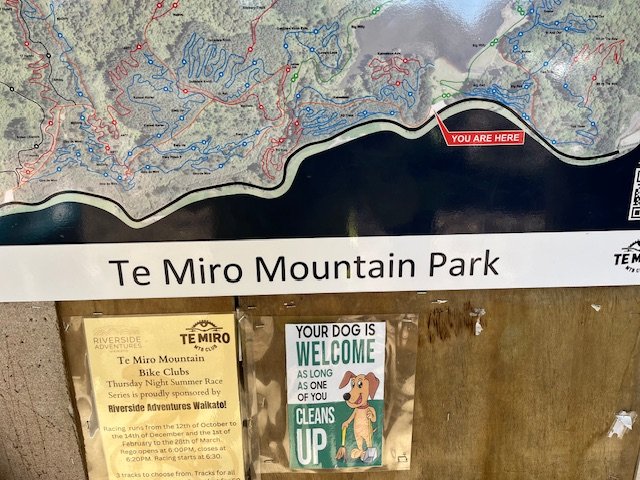 YOU ARE HERE
Te Miro Mountain Park
TE M
MTB CLUB
RIVERSIDE
ADVENTURES
TE MIRO
MTB CLUB
Te Miro Mountain
Bike Clubs
Thursday Night Summer Race
Series is proudly sponsored by
Riverside Adventures Waikato!
Racing runs from the 12th of October to
the 14th of December and the 1st of
February to the 28th of March.
Rego opens at 6:00PM, closes at
6:20PM. Racing starts at 6:30.
3 tracks to choose from. Tracks for all
YOUR DOG IS
WELCOME
AS LONG
AS ONE
OF YOU
CLEANS
UP